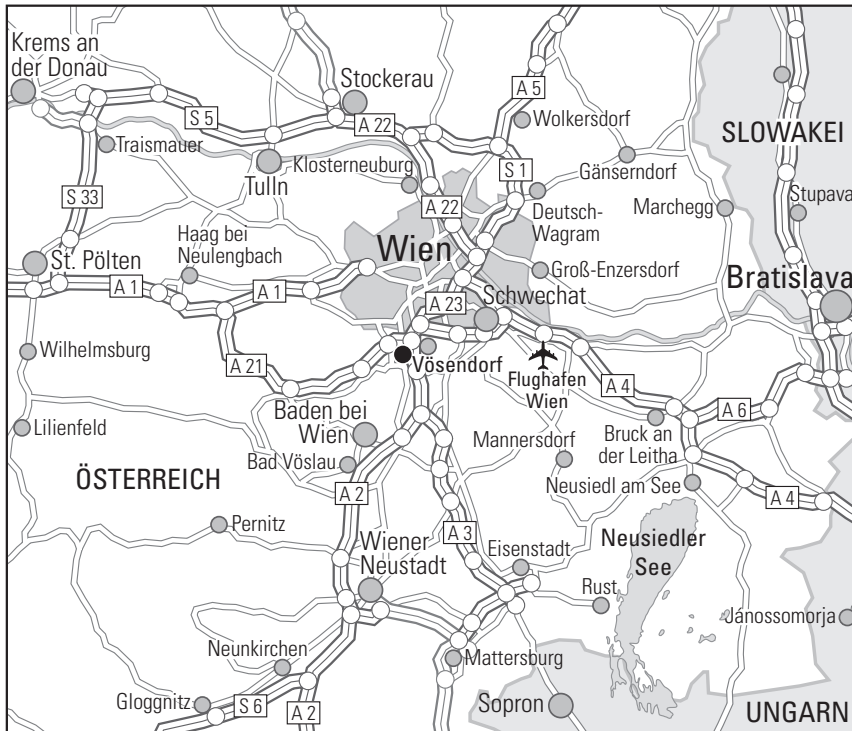 Krems an
der Donau
Stockerau
A 5
S 5
A 22
Wolkersdorf
SLOWAKEI
Traismauer
Klosterneuburg
S 1
Gänserndorf
Tulln
S 33
A 22
Deutsch-
Wagram
Marchegg
Stupava
Haag bei
Neulengbach
Wien
St. Pölten
Groß-Enzersdorf
Bratislava
A 1
A 1
A 23
Schwechat
Wilhelmsburg
A 21
Vösendorf
Flughafen
Wien
A 4
A 6
Baden bei
Wien
Lilienfeld
Mannersdorf
Bruck an
der Leitha
Bad Vöslau
ÖSTERREICH
A 2
Neusiedl am See
A 4
Pernitz
A 3
Wiener
Neustadt
Eisenstadt
Neusiedler
See
Rust
Jánossomorja
Neunkirchen
Mattersburg
Gloggnitz
S 6
A 2
Sopron
UNGARN